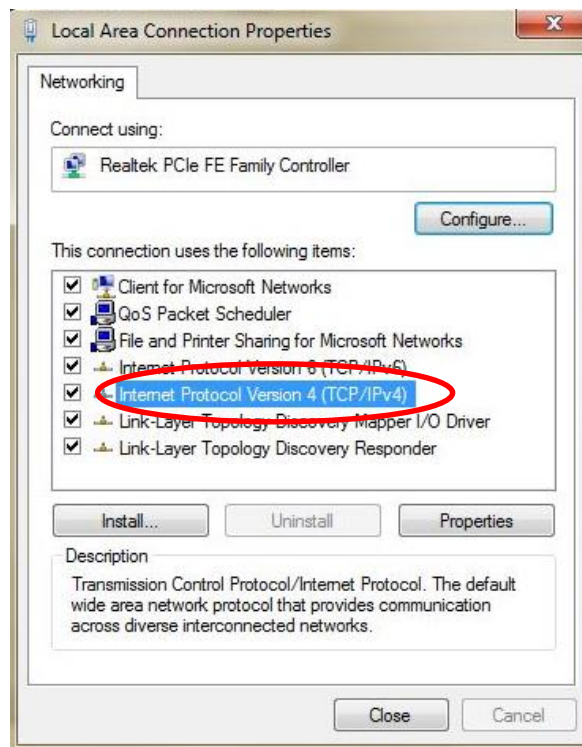 Local Area Connection Properties
Networking
Connect using:
Realtek PCIe FE Family Controller
Configure...
This connection uses the following items:
Client for Microsoft Networks
QoS Packet Scheduler
File and Printer Sharing for Microsoft Networks
Internet Protocol Version 6 (TCP/IPv6)
Internet Protocol Version 4 (TCP/IPv4)
Link-Layer Topology Discovery Mapper I/O Driver
Link-Layer Topology Discovery Responder
Install... Uninstall Properties
Description
Transmission Control Protocol/Internet Protocol. The default
wide area network protocol that provides communication
across diverse interconnected networks.
Close Cancel